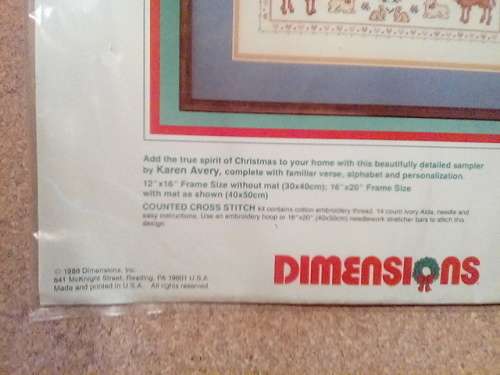 Add the true spirit of Christmas to your home with this beautifully detailed sampler
by Karen Avery, complete with familiar verse, alphabet and personalization.
12"x16" Frame Size without mat (30x40cm); 16"x20" Frame Size
with mat as shown (40x50cm)
COUNTED CROSS STITCH kit contains cotton embroidery thread, 14 count ivory Aida, needle and
easy instructions. Use an embroidery hoop or 16"x20" (40x50cm) needlework stretcher bars to stitch this
design.
© 1986 Dimensions, Inc.
641 McKnight Street, Reading, PA 19601 U.S.A.
Made and printed in U.S.A. All rights reserved.
DIMENSIONS